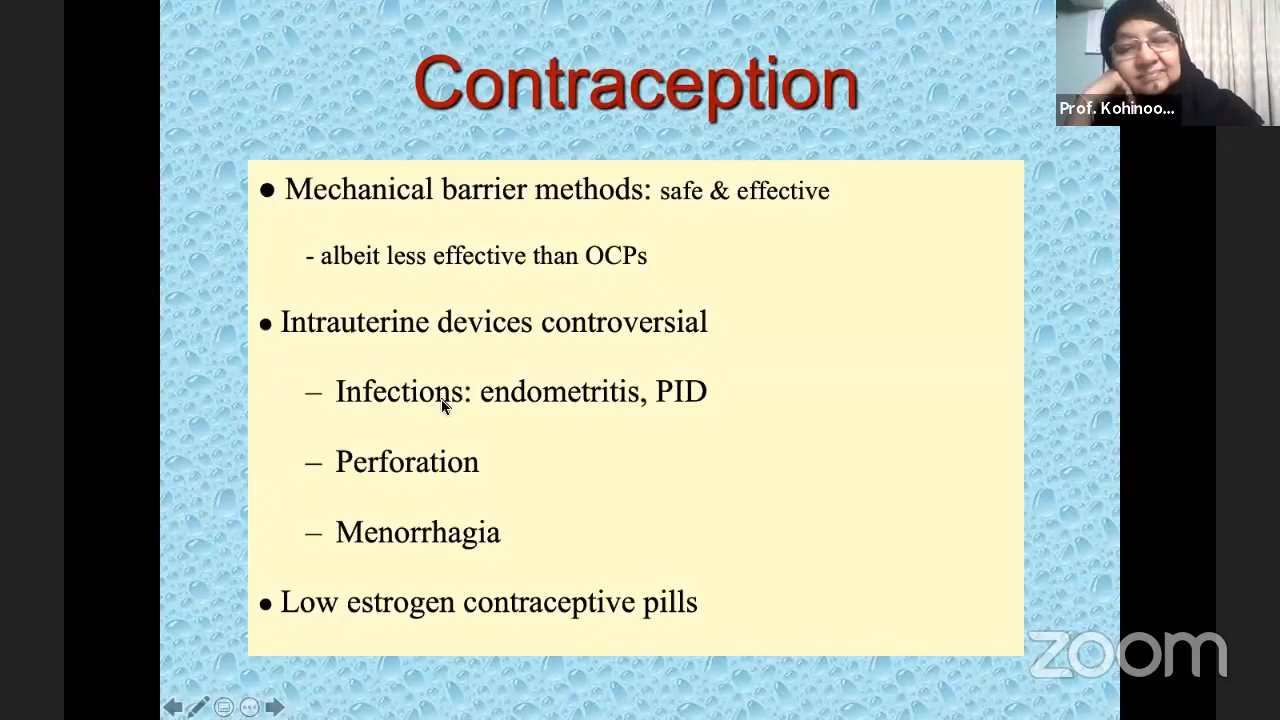 Contraception
Prof. Kohinoo...
● Mechanical barrier methods: safe & effective
- albeit less effective than OCPs
● Intrauterine devices controversial
– Infections: endometritis, PID
– Perforation
– Menorrhagia
● Low estrogen contraceptive pills
zoom